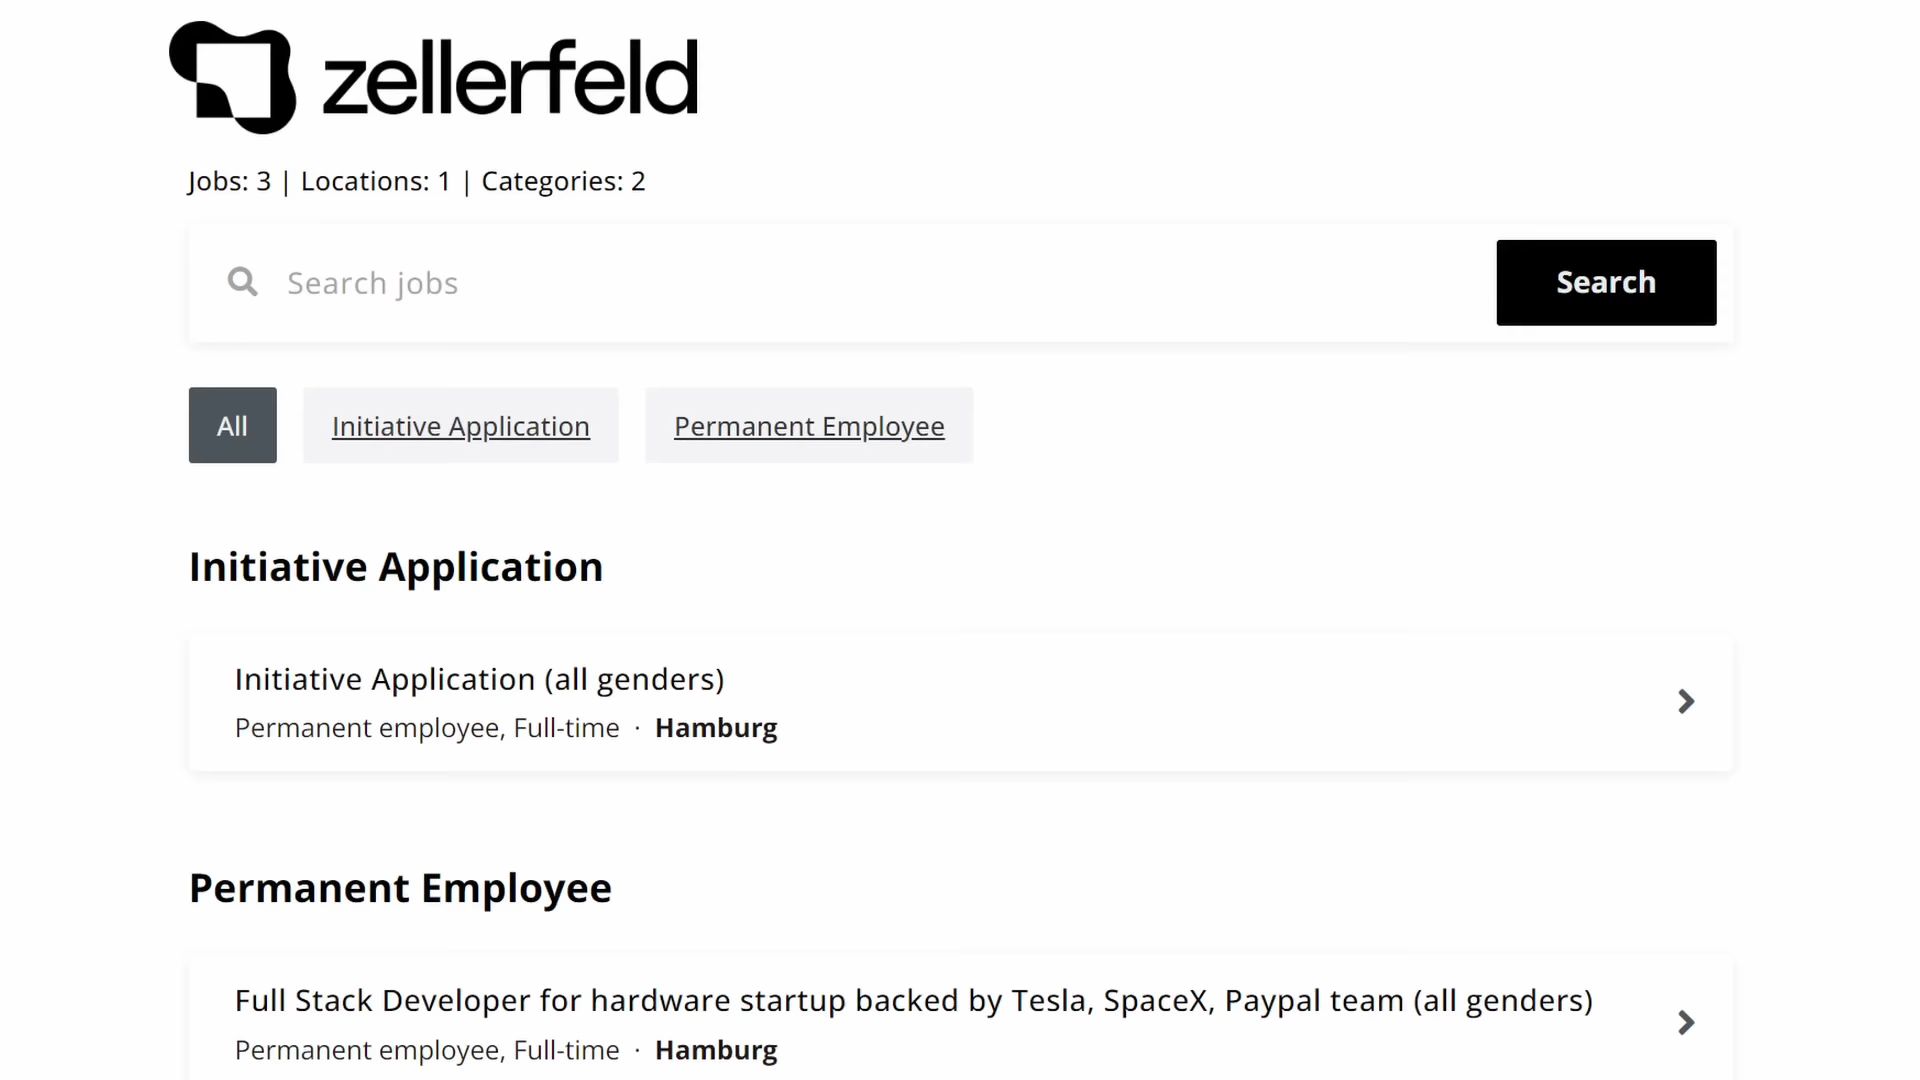 zellerfeld
Jobs: 3 | Locations: 1 | Categories: 2
Search jobs
Search
All
Initiative Application
Permanent Employee
Initiative Application
Initiative Application (all genders)
Permanent employee, Full-time · Hamburg
Permanent Employee
Full Stack Developer for hardware startup backed by Tesla, SpaceX, Paypal team (all genders)
Permanent employee, Full-time · Hamburg